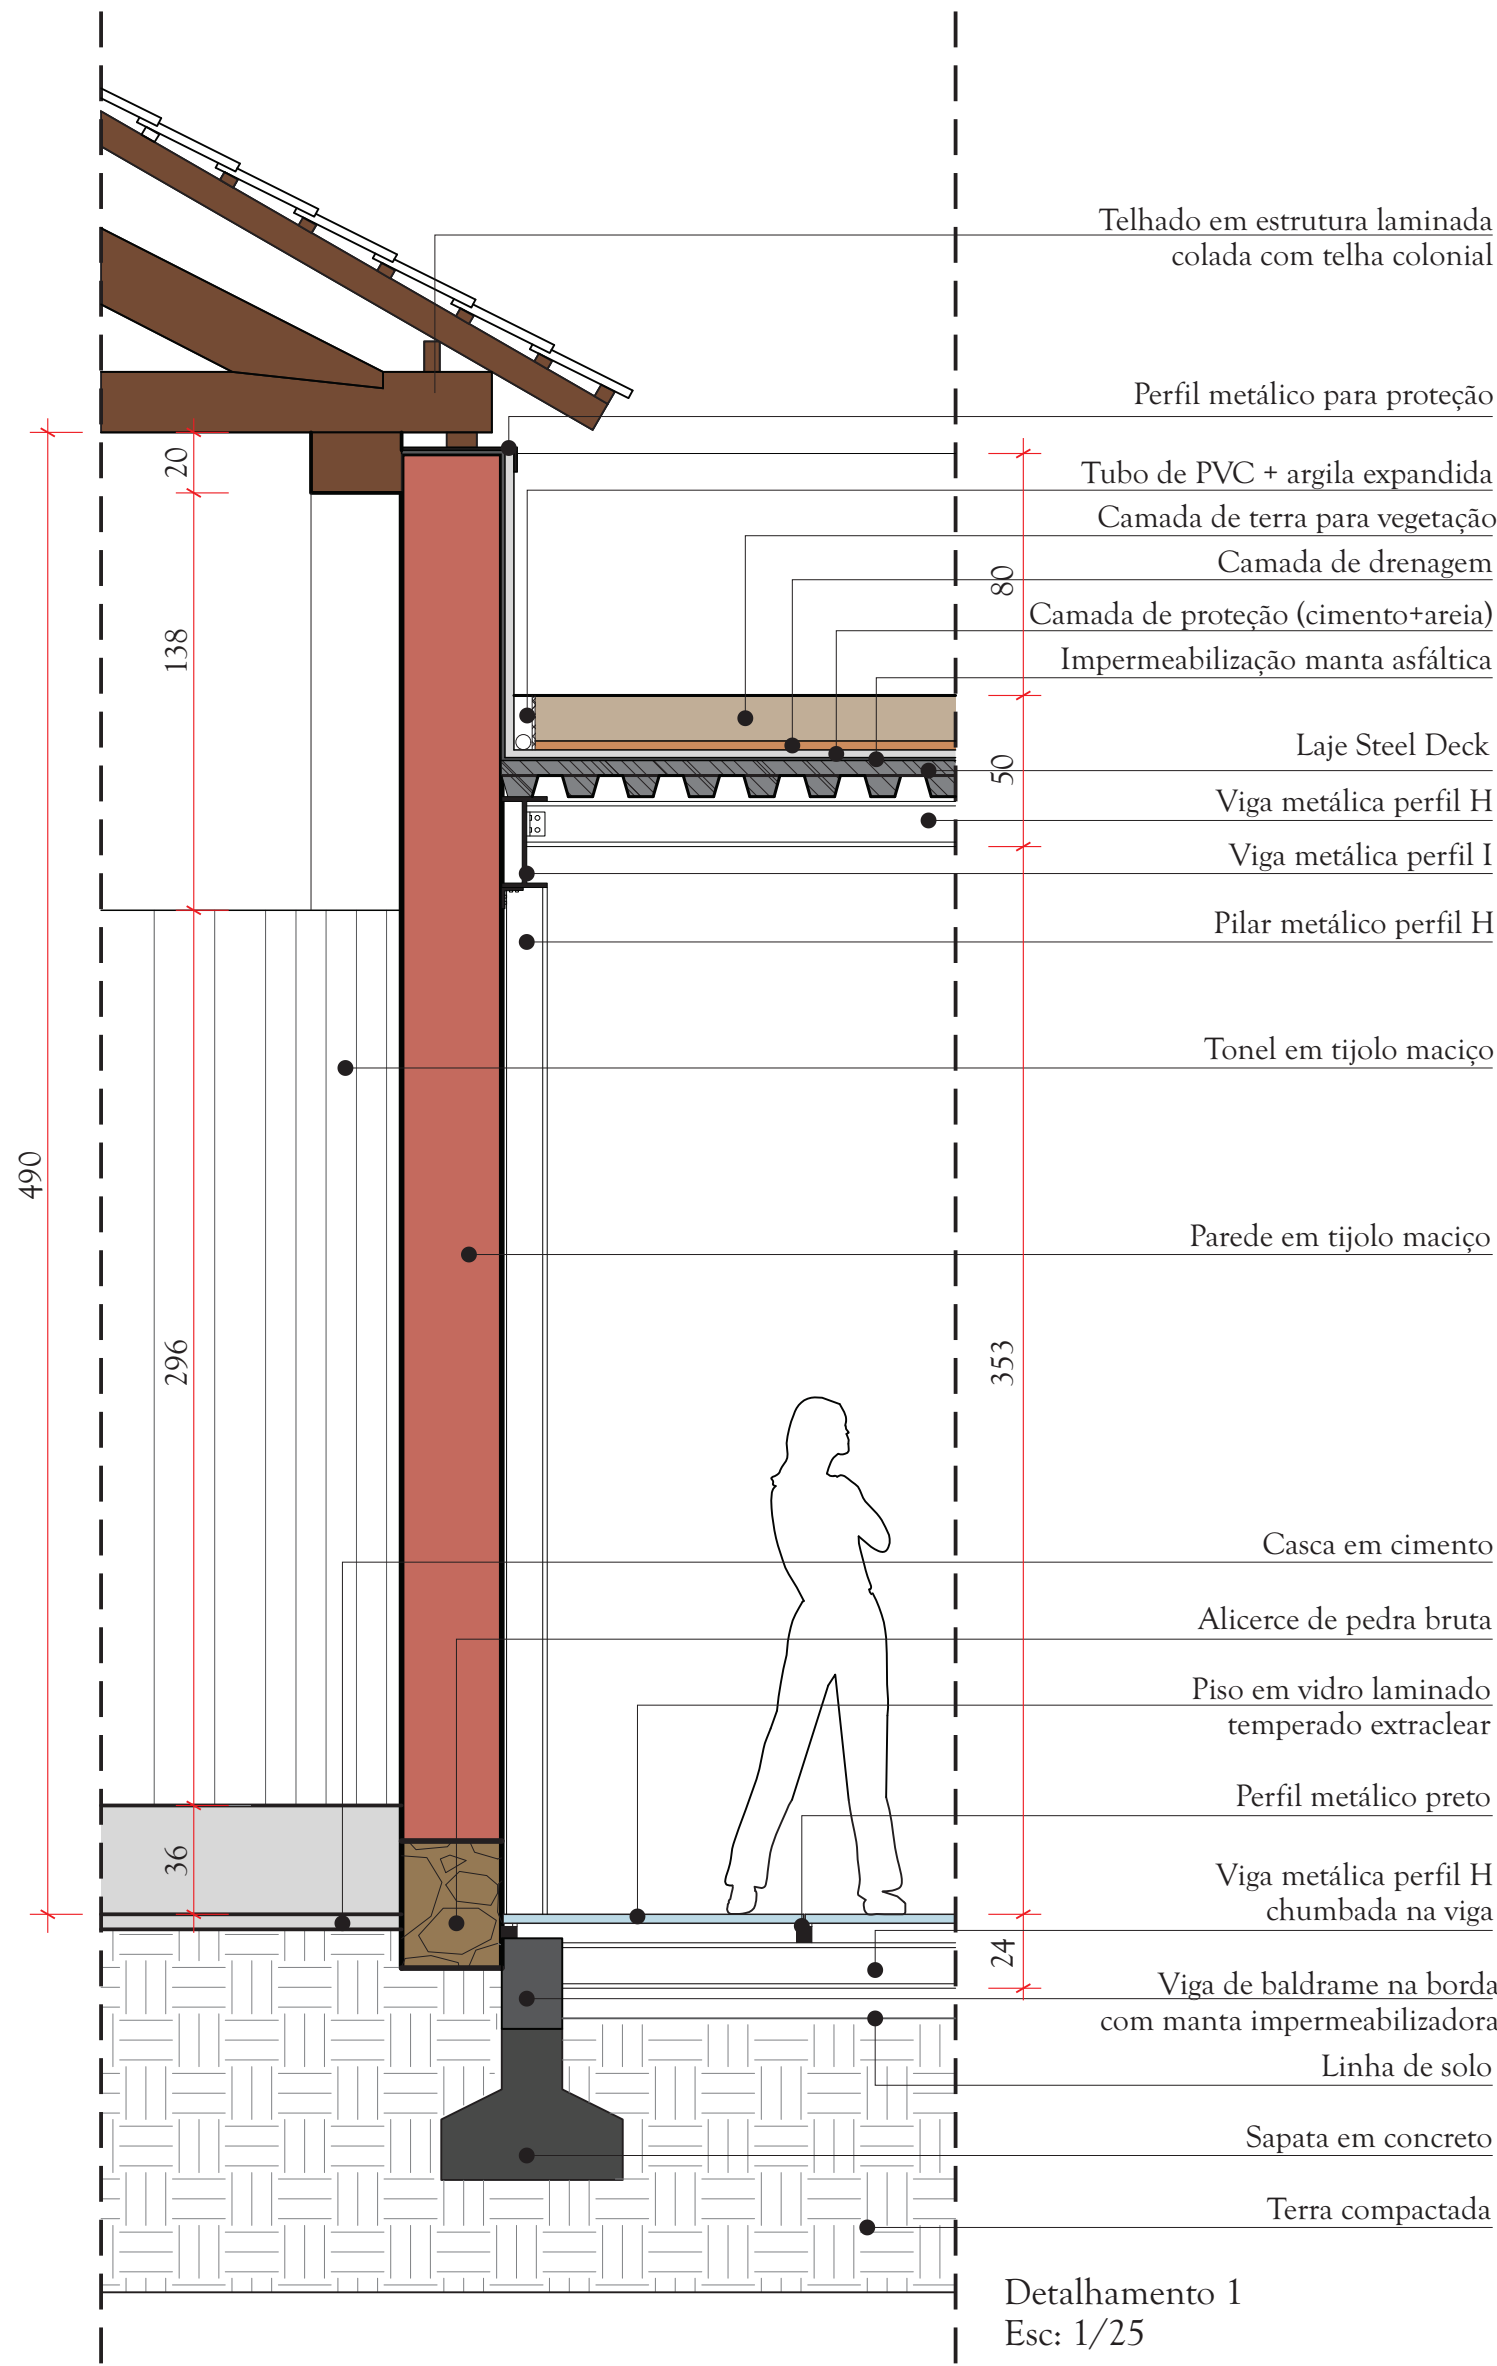 Telhado em estrutura laminada
colada com telha colonial
Perfil metálico para proteção
20
Tubo de PVC + argila expandida
Camada de terra para vegetação
Camada de drenagem
80
Camada de proteção (cimento+areia)
138
Impermeabilização manta asfáltica
Laje Steel Deck
50
Viga metálica perfil H
Viga metálica perfil I
Pilar metálico perfil H
Tonel em tijolo maciço
490
Parede em tijolo maciço
296
353
Casca em cimento
Alicerce de pedra bruta
Piso em vidro laminado
temperado extraclear
Perfil metálico preto
36
Viga metálica perfil H
chumbada na viga
24
Viga de baldrame na borda
com manta impermeabilizadora
Linha de solo
Sapata em concreto
Terra compactada
Detalhamento 1
Esc: 1/25